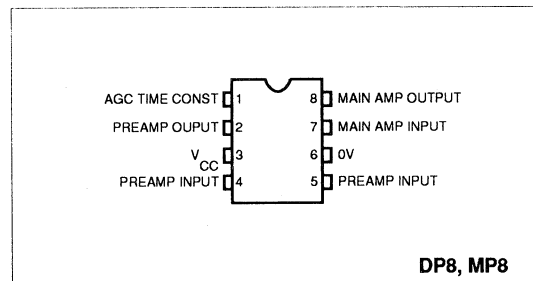 AGC TIME CONST 1 8 MAIN AMP OUTPUT
PREAMP OUPUT 2 7 MAIN AMP INPUT
VCC 3 6 0V
PREAMP INPUT 4 5 PREAMP INPUT
DP8, MP8